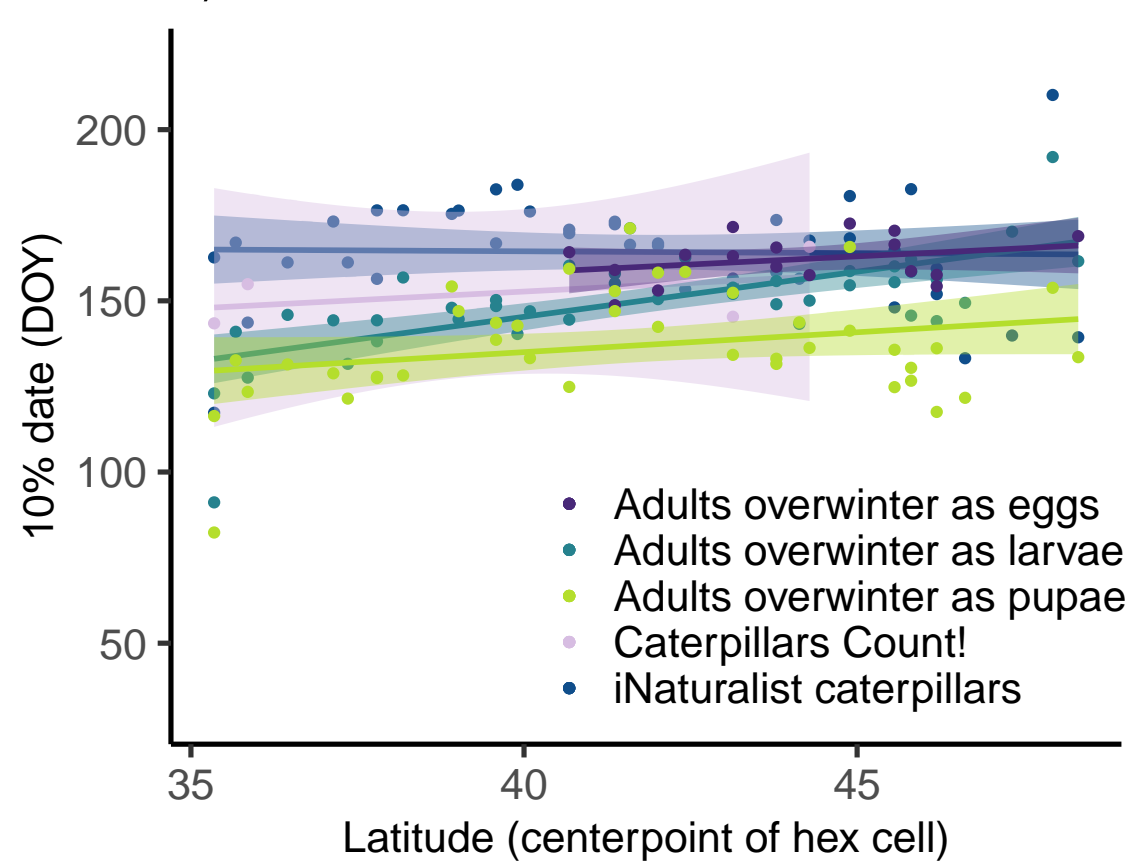 200
150
100
50
10% date (DOY)
Adults overwinter as eggs
Adults overwinter as larvae
Adults overwinter as pupae
Caterpillars Count!
iNaturalist caterpillars
35 40 45
Latitude (centerpoint of hex cell)